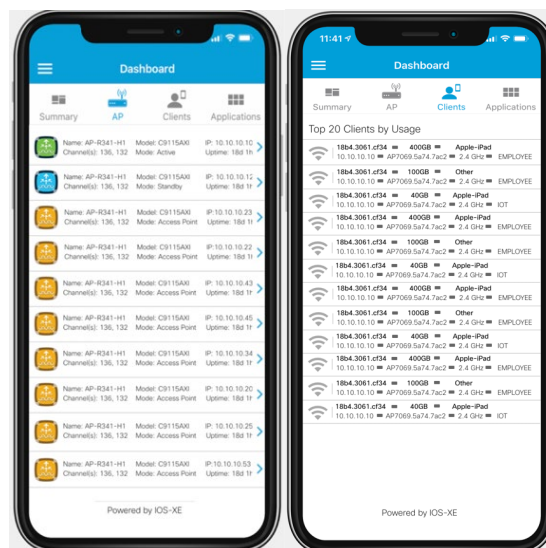 Dashboard
Summary AP Clients Applications
Name: AP-R341-H1 Model: C9115AXI IP: 10.10.10.10
Channel(s): 136, 132 Mode: Active Uptime: 18d 1h
Name: AP-R341-H1 Model: C9115AXI IP: 10.10.10.12
Channel(s): 136, 132 Mode: Standby Uptime: 18d 1h
Name: AP-R341-H1 Model: C9115AXI IP:10.10.10.23
Channel(s): 136, 132 Mode: Access Point Uptime: 18d 1h
Name: AP-R341-H1 Model: C9115AXI IP: 10.10.10.22
Channel(s): 136, 132 Mode: Access Point Uptime: 18d 1h
Name: AP-R341-H1 Model: C9115AXI IP: 10.10.10.43
Channel(s): 136, 132 Mode: Access Point Uptime: 18d 1h
Name: AP-R341-H1 Model: C9115AXI IP: 10.10.10.45
Channel(s): 136, 132 Mode: Access Point Uptime: 18d 1h
Name: AP-R341-H1 Model: C9115AXI IP: 10.10.10.34
Channel(s): 136, 132 Mode: Access Point Uptime: 18d 1h
Name: AP-R341-H1 Model: C9115AXI IP: 10.10.10.20
Channel(s): 136, 132 Mode: Access Point Uptime: 18d 1h
Name: AP-R341-H1 Model: C9115AXI IP: 10.10.10.25
Channel(s): 136, 132 Mode: Access Point Uptime: 18d 1h
Name: AP-R341-H1 Model: C9115AXI IP:10.10.10.53
Channel(s): 136, 132 Mode: Access Point Uptime: 18d 1h
Powered by IOS-XE
11:41
Dashboard
Summary AP Clients Applications
Top 20 Clients by Usage
18b4.3061.cf34 400GB Apple-iPad
10.10.10.10 AP7069.5a74.7ac2 2.4 GHz EMPLOYEE
18b4.3061.cf34 100GB Other
10.10.10.10 AP7069.5a74.7ac2 2.4 GHz EMPLOYEE
18b4.3061.cf34 40GB Apple-iPad
10.10.10.10 AP7069.5a74.7ac2 2.4 GHz IOT
18b4.3061.cf34 400GB Apple-iPad
10.10.10.10 AP7069.5a74.7ac2 2.4 GHz EMPLOYEE
18b4.3061.cf34 100GB Other
10.10.10.10 AP7069.5a74.7ac2 2.4 GHz EMPLOYEE
18b4.3061.cf34 40GB Apple-iPad
10.10.10.10 AP7069.5a74.7ac2 2.4 GHz IOT
18b4.3061.cf34 400GB Apple-iPad
10.10.10.10 AP7069.5a74.7ac2 2.4 GHz EMPLOYEE
18b4.3061.cf34 100GB Other
10.10.10.10 AP7069.5a74.7ac2 2.4 GHz EMPLOYEE
18b4.3061.cf34 40GB Apple-iPad
10.10.10.10 AP7069.5a74.7ac2 2.4 GHz IOT
18b4.3061.cf34 400GB Apple-iPad
10.10.10.10 AP7069.5a74.7ac2 2.4 GHz EMPLOYEE
18b4.3061.cf34 100GB Other
10.10.10.10 AP7069.5a74.7ac2 2.4 GHz EMPLOYEE
18b4.3061.cf34 40GB Apple-iPad
10.10.10.10 AP7069.5a74.7ac2 2.4 GHz IOT
Powered by IOS-XE